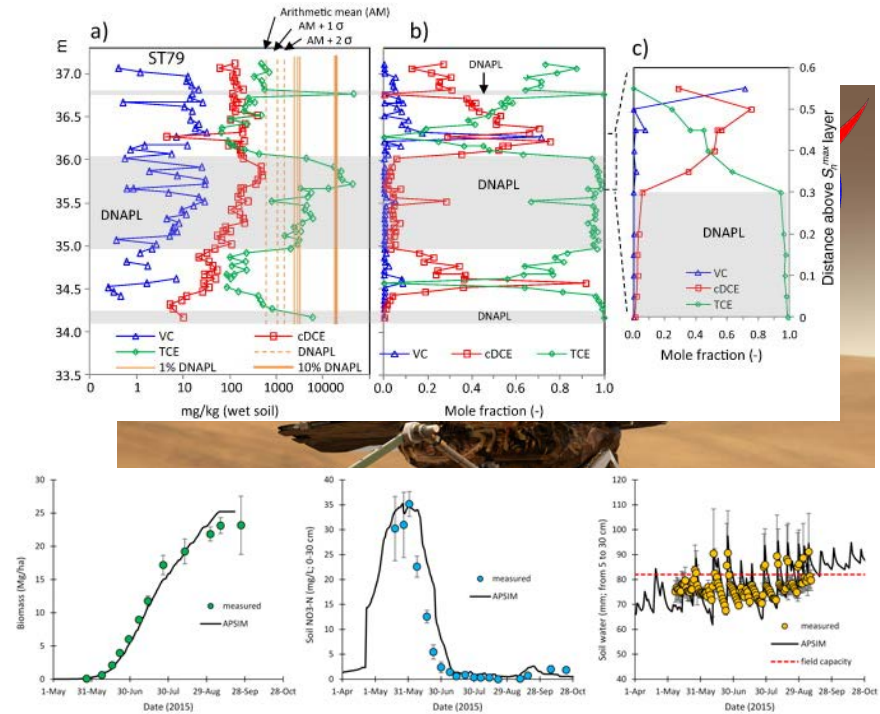 Arithmetic mean (AM)
AM + 1 σ
AM + 2 σ
a)
b)
c)
m
ST79
DNAPL
37.0
36.5
36.0
35.5
35.0
34.5
34.0
33.5
DNAPL
DNAPL
DNAPL
VC
cDCE
TCE
DNAPL
1% DNAPL
10% DNAPL
0 1 10 100 1000 10000
mg/kg (wet soil)
VC
cDCE
TCE
0.0 0.2 0.4 0.6 0.8 1.0
Mole fraction (-)
DNAPL
VC
cDCE
TCE
0.6
0.5
0.4
0.3
0.2
0.1
0
Distance above Sₙᵐᵃˣ layer
0.0 0.2 0.4 0.6 0.8 1.0
Mole fraction (-)
Biomass (Mg/ha)
30
25
20
15
10
5
0
measured
APSIM
1-May 31-May 30-Jun 30-Jul 29-Aug 28-Sep 28-Oct
Date (2015)
Soil NO3-N (mg/L; 0-30 cm)
40
35
30
25
20
15
10
5
0
measured
APSIM
1-Apr 1-May 31-May 30-Jun 30-Jul 29-Aug 28-Sep 28-Oct
Date (2015)
Soil water (mm; from 5 to 30 mm)
120
110
100
90
80
70
60
50
40
measured
APSIM
field capacity
1-Apr 1-May 31-May 30-Jun 30-Jul 29-Aug 28-Sep 28-Oct
Date (2015)